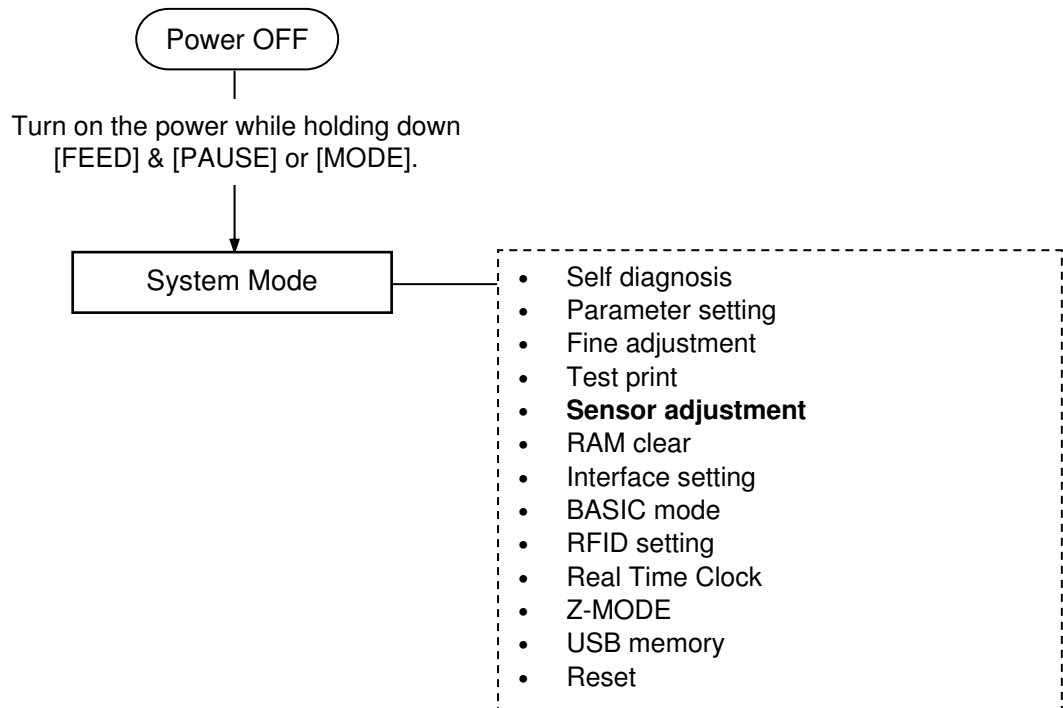 Power OFF
Turn on the power while holding down
[FEED] & [PAUSE] or [MODE].
System Mode
• Self diagnosis
• Parameter setting
• Fine adjustment
• Test print
• Sensor adjustment
• RAM clear
• Interface setting
• BASIC mode
• RFID setting
• Real Time Clock
• Z-MODE
• USB memory
• Reset